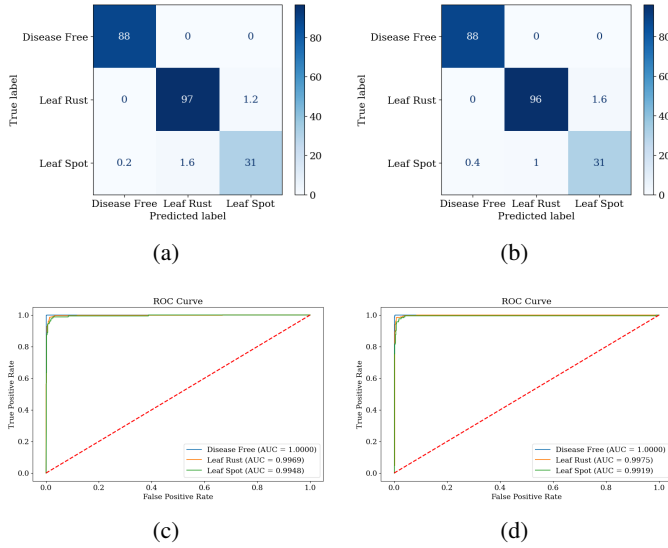 Disease Free
Leaf Rust
Leaf Spot
True label
88 0 0
0 97 1.2
0.2 1.6 31
Disease Free Leaf Rust Leaf Spot
Predicted label
80
60
40
20
0
(a)
Disease Free
Leaf Rust
Leaf Spot
True label
88 0 0
0 96 1.6
0.4 1 31
Disease Free Leaf Rust Leaf Spot
Predicted label
80
60
40
20
0
(b)
ROC Curve
True Positive Rate
1.0
0.8
0.6
0.4
0.2
0.0
0.0 0.2 0.4 0.6 0.8 1.0
False Positive Rate
Disease Free (AUC = 1.0000)
Leaf Rust (AUC = 0.9969)
Leaf Spot (AUC = 0.9948)
(c)
ROC Curve
True Positive Rate
1.0
0.8
0.6
0.4
0.2
0.0
0.0 0.2 0.4 0.6 0.8 1.0
False Positive Rate
Disease Free (AUC = 1.0000)
Leaf Rust (AUC = 0.9975)
Leaf Spot (AUC = 0.9919)
(d)